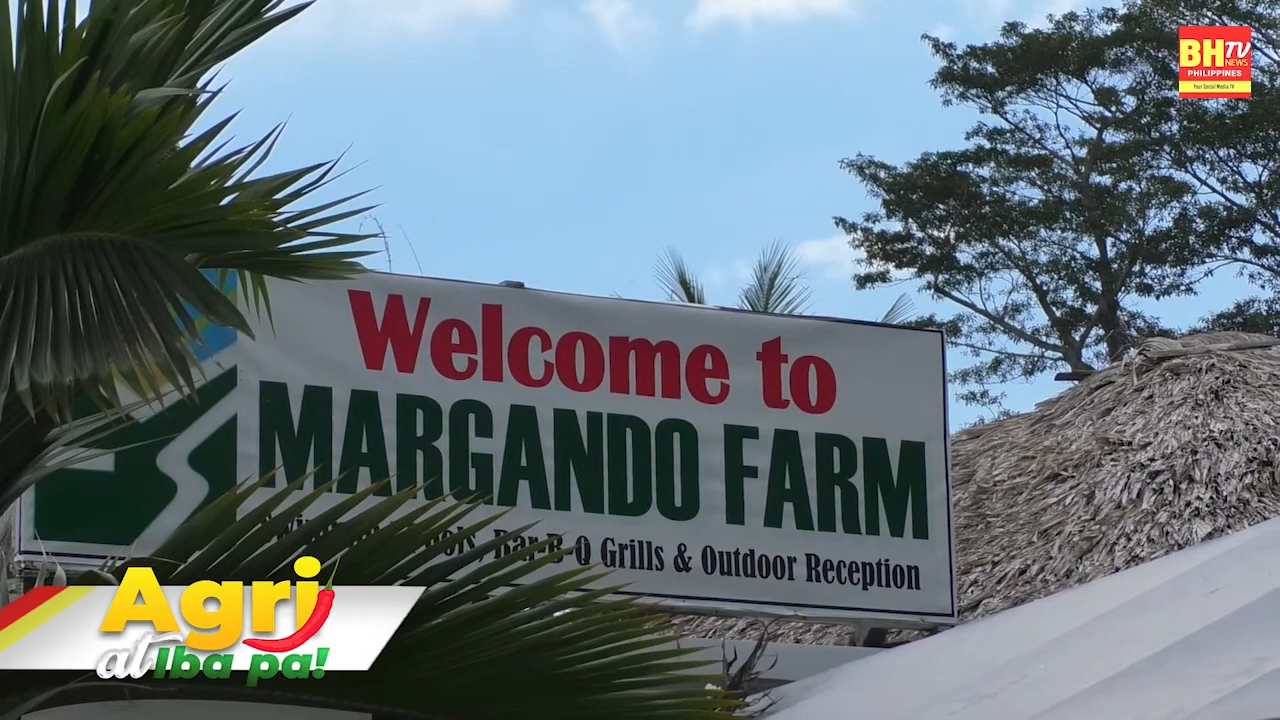 BHTV
NEWS
PHILIPPINES
Your Social Media TV
Welcome to
MARGANDO FARM
Bar-B-Q Grills & Outdoor Reception
Agri
at Iba pa!